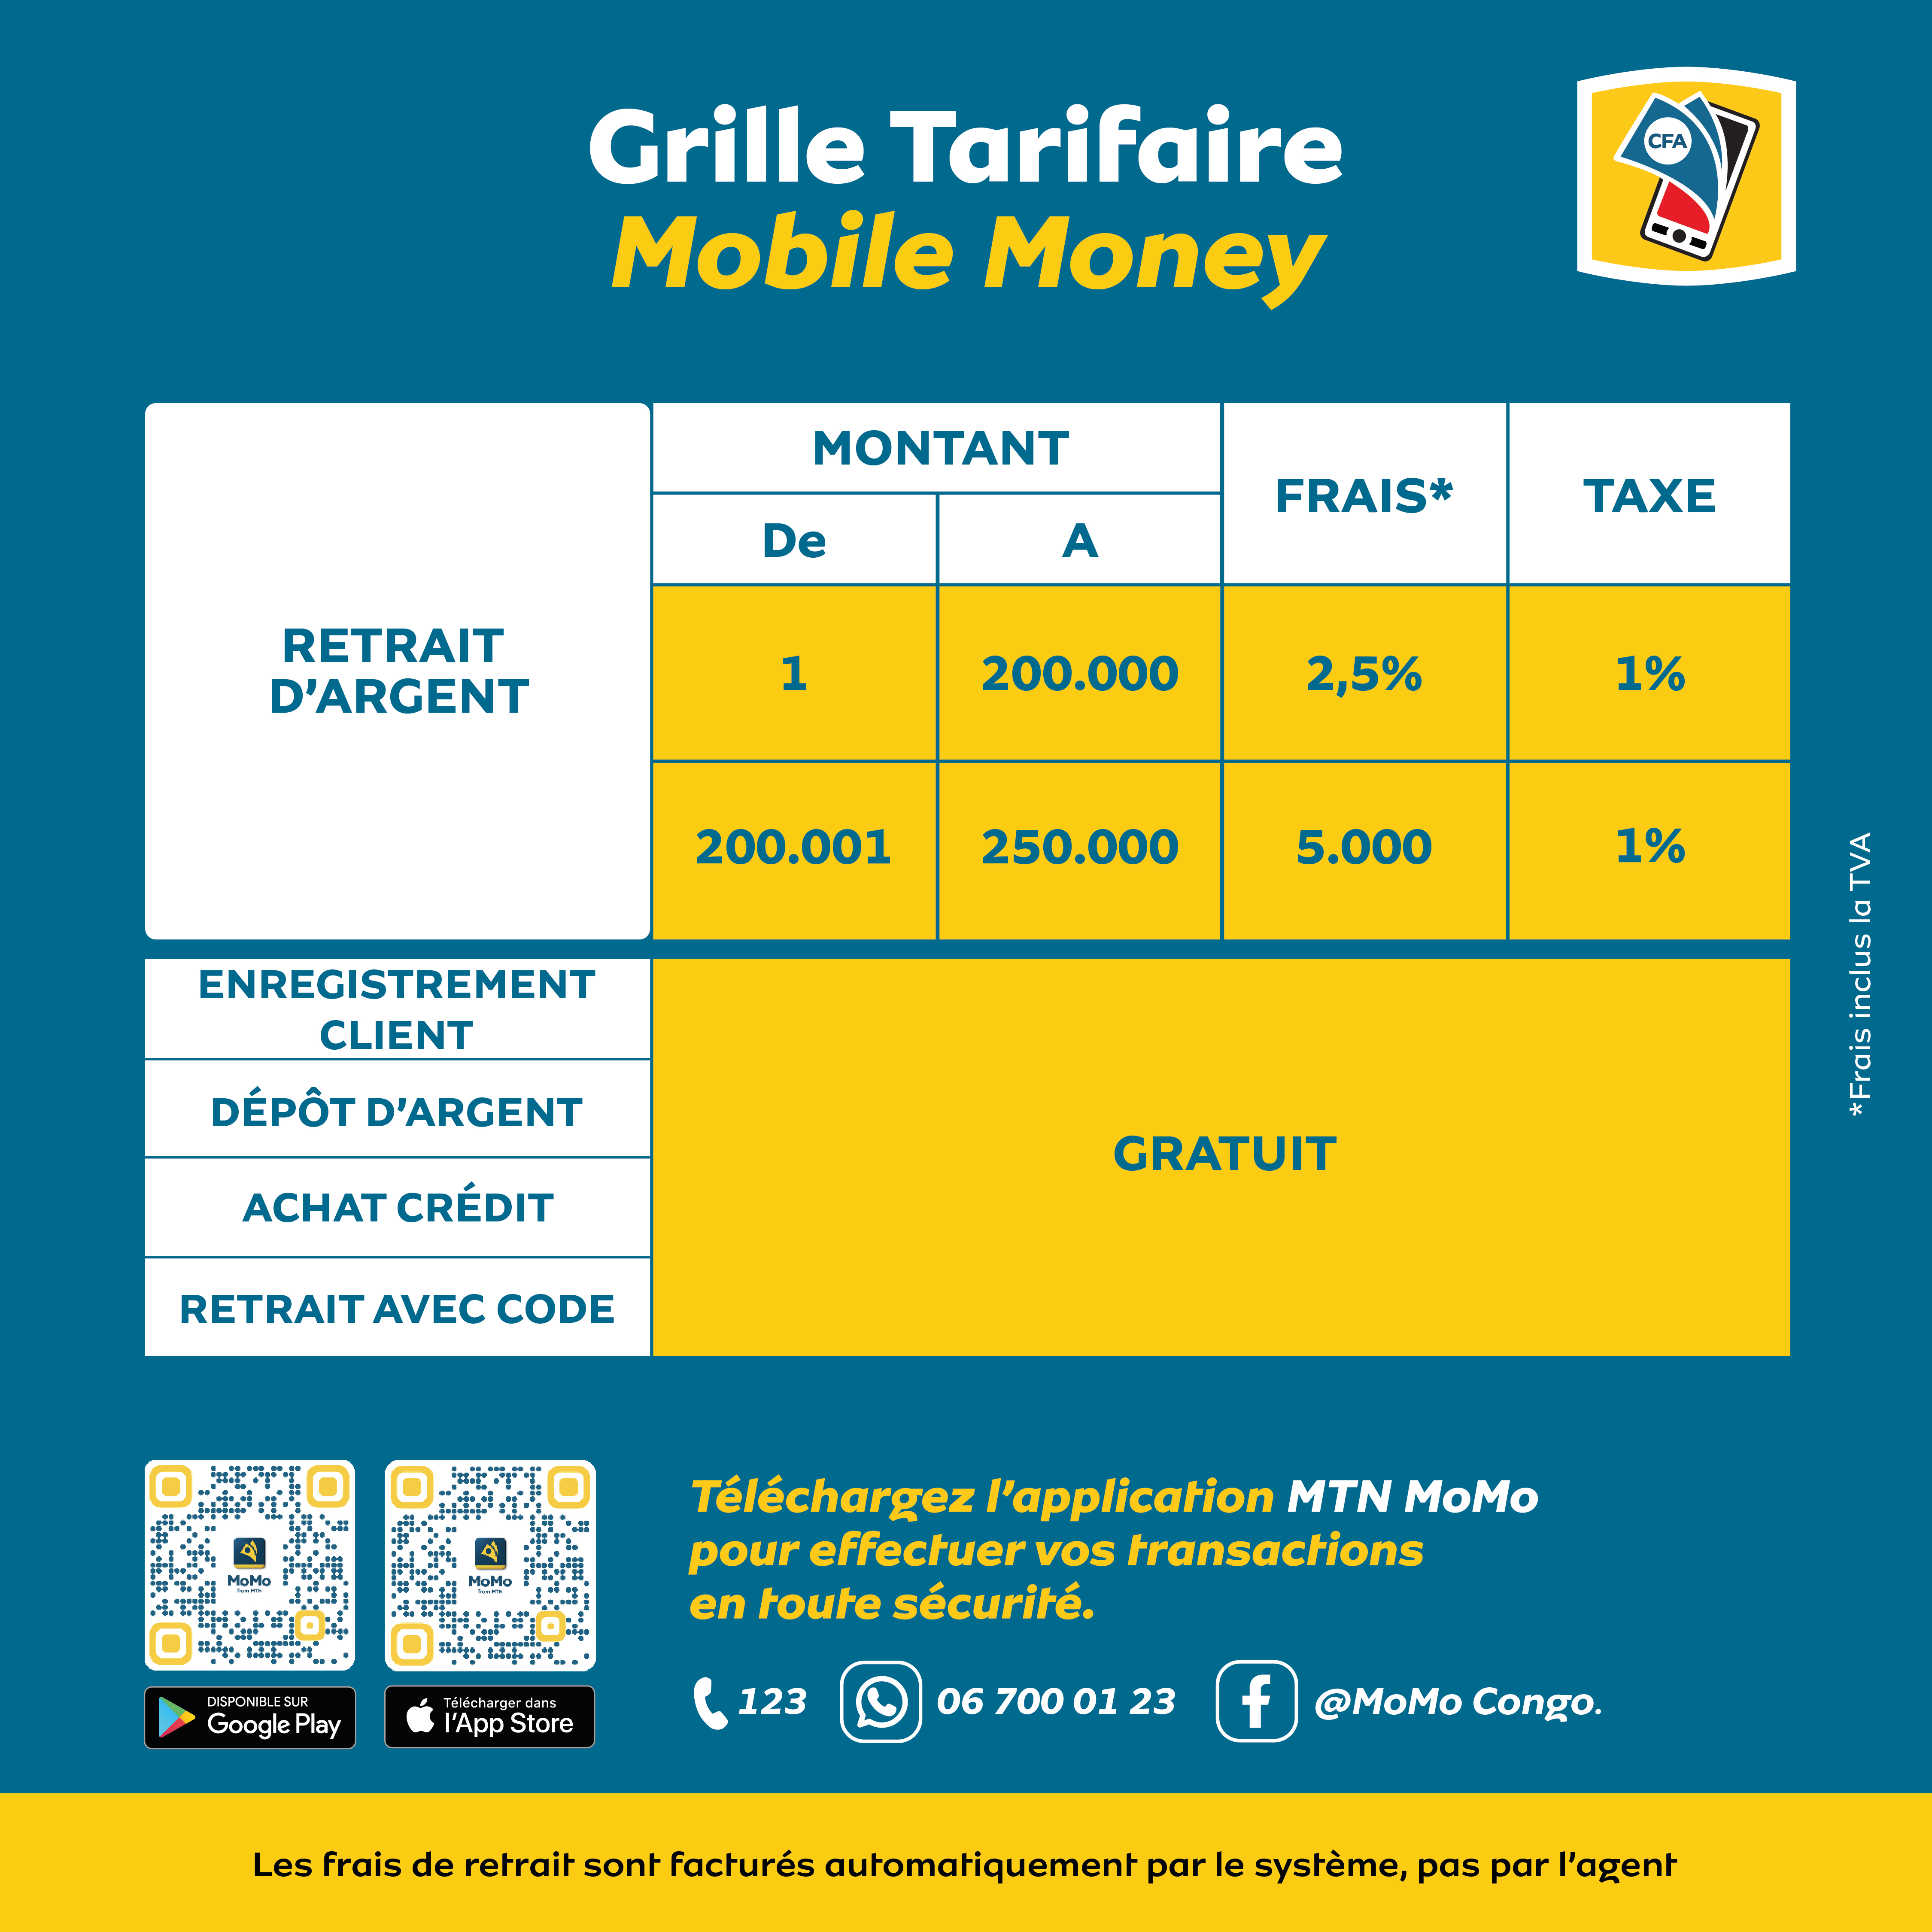 Grille Tarifaire
Mobile Money
CFA
MONTANT
FRAIS*
TAXE
De
A
RETRAIT
D’ARGENT
1
200.000
2,5%
1%
200.001
250.000
5.000
1%
*Frais inclus la TVA
ENREGISTREMENT
CLIENT
DÉPÔT D’ARGENT
ACHAT CRÉDIT
RETRAIT AVEC CODE
GRATUIT
MoMo
from MTN
MoMo
from MTN
DISPONIBLE SUR
Google Play
Télécharger dans
l’App Store
Téléchargez l’application MTN MoMo
pour effectuer vos transactions
en toute sécurité.
123
06 700 01 23
@MoMo Congo.
Les frais de retrait sont facturés automatiquement par le système, pas par l’agent